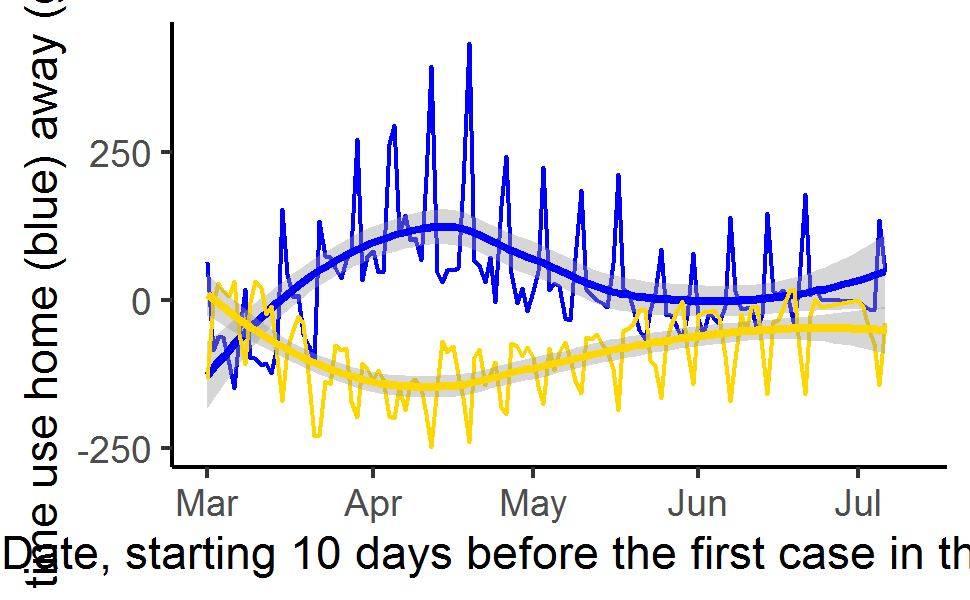 time use home (blue) away (
250
0
-250
Mar Apr May Jun Jul
Date, starting 10 days before the first case in th